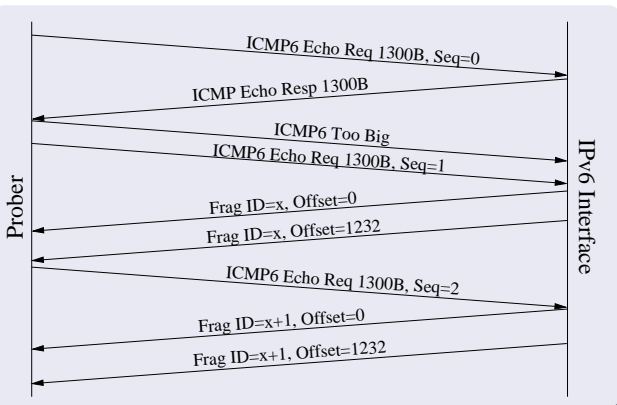 ICMP6 Echo Req 1300B, Seq=0
ICMP Echo Resp 1300B
ICMP6 Too Big
ICMP6 Echo Req 1300B, Seq=1
Frag ID=x, Offset=0
Frag ID=x, Offset=1232
ICMP6 Echo Req 1300B, Seq=2
Frag ID=x+1, Offset=0
Frag ID=x+1, Offset=1232
Prober
IPv6 Interface